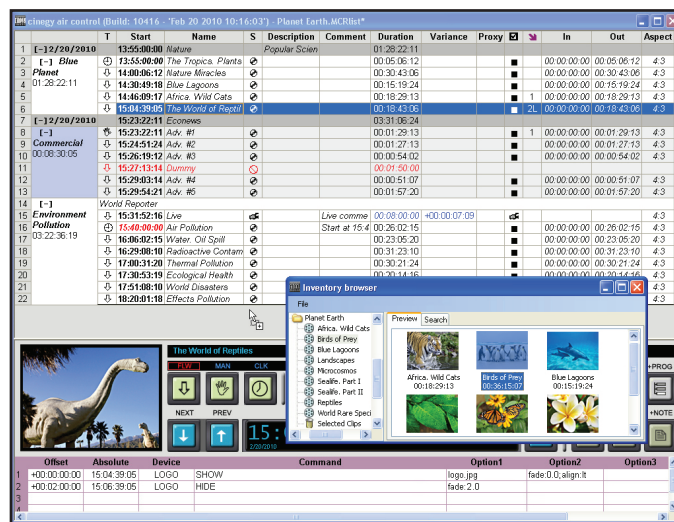 cinegy air control (Build: 10416 - 'Feb 20 2010 10:16:03') - Planet Earth.MCRlist*
T Start Name S Description Comment Duration Variance Proxy In Out Aspect
1 [-]2/20/2010 13:55:00:00 Nature Popular Scien 01:28:22:11
2 [-] Blue 13:55:00:00 The Tropics. Plants 00:05:06:12 00:00:00:00 00:05:06:12 4:3
3 Planet 14:00:06:12 Nature Miracles 00:30:43:06 00:00:00:00 00:30:43:06 4:3
4 01:28:22:11 14:30:49:18 Blue Lagoons 00:15:19:24 00:00:00:00 00:15:19:24 4:3
5 14:46:09:17 Africa. Wild Cats 00:18:29:13 1 00:00:00:00 00:18:29:13 4:3
6 15:04:39:05 The World of Reptil 00:18:43:06 2L 00:00:00:00 00:18:43:06 4:3
7 [-]2/20/2010 15:23:22:11 Econews 03:31:06:24
8 [-] 15:23:22:11 Adv. #1 00:01:29:13 1 00:00:00:00 00:01:29:13 4:3
9 Commercial 15:24:51:24 Adv. #2 00:01:27:13 00:00:00:00 00:01:27:13 4:3
10 00:08:30:05 15:26:19:12 Adv. #3 00:00:54:02 00:00:00:00 00:00:54:02 4:3
11 15:27:13:14 Dummy 00:01:50:00
12 15:29:03:14 Adv. #4 00:00:51:07 00:00:00:00 00:00:51:07 4:3
13 15:29:54:21 Adv. #5 00:01:57:20 00:00:00:00 00:01:57:20 4:3
14 [-] World Reporter
15 Environment 15:31:52:16 Live Live comme 00:08:00:00 +00:00:07:09 4:3
16 Pollution 15:40:00:00 Air Pollution Start at 15:4 00:26:02:15 00:00:00:00 00:26:02:15 4:3
17 03:22:36:19 16:06:02:15 Water. Oil Spill 00:23:05:20 00:00:00:00 00:23:05:20 4:3
18 16:29:08:10 Radioactive Contam 00:31:23:10 00:00:00:00 00:31:23:10 4:3
19 17:00:31:20 Thermal Pollution 00:30:21:24 00:00:00:00 00:30:21:24 4:3
20 17:30:53:19 Ecological Health 00:20:14:16 00:00:00:00 00:20:14:16 4:3
21 17:51:08:10 World Disasters 4:3
22 18:20:01:18 Effects Pollution 4:3
Inventory browser
File
Planet Earth
Africa. Wild Cats
Birds of Prey
Blue Lagoons
Landscapes
Microcosmos
Sealife. Part I
Sealife. Part II
Reptiles
World Rare Speci
Selected Clips
Preview Search
Africa. Wild Cats Birds of Prey Blue Lagoons
00:18:29:13 00:36:15:07 00:15:19:24
The World of Reptiles
FLW MAN CLK
+PROG
NEXT PREV
+NOTE
15:
2/20/2010
Offset Absolute Device Command Option1 Option2 Option3
1 +00:00:00:00 15:04:39:05 LOGO SHOW logo.jpg fade:0.0;align:lt
2 +00:02:00:00 15:06:39:05 LOGO HIDE fade:2.0
3
4